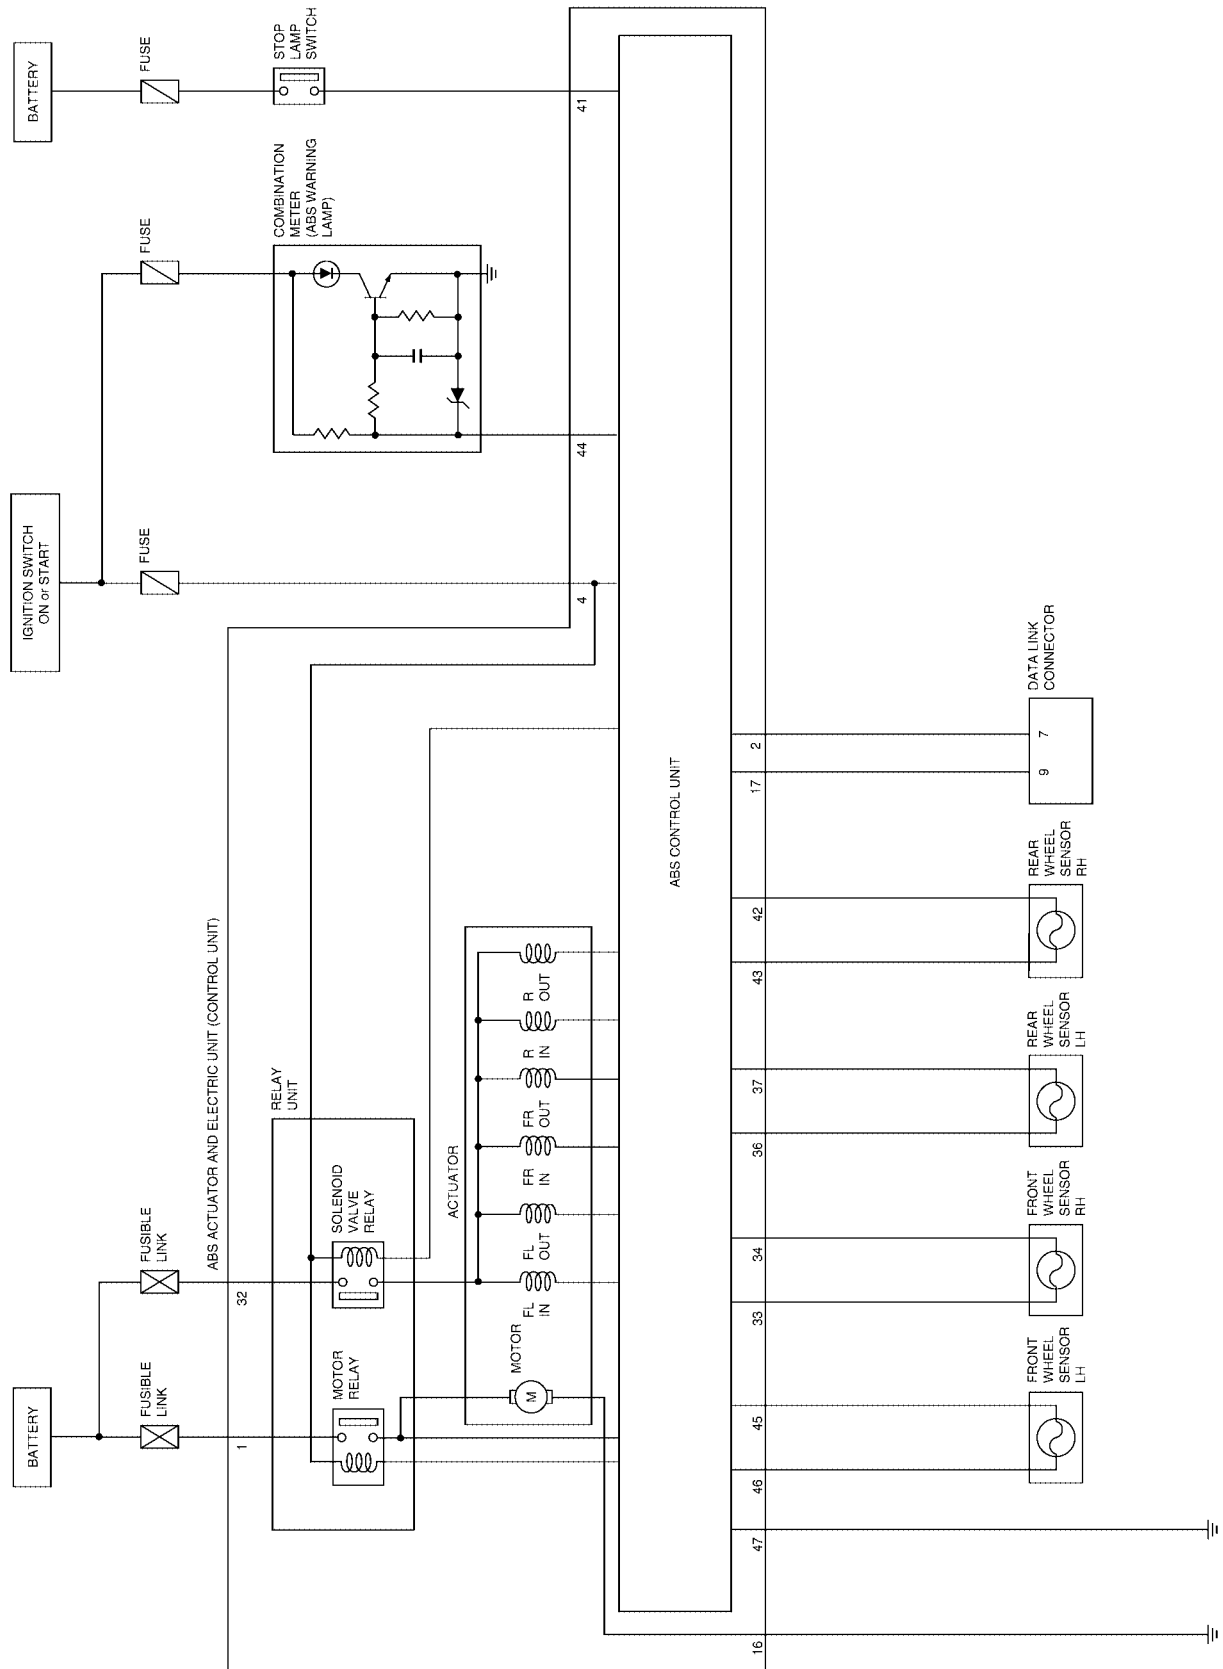 BATTERY
FUSIBLE
LINK
FUSIBLE
LINK
IGNITION SWITCH
ON or START
FUSE
FUSE
BATTERY
FUSE
STOP
LAMP
SWITCH
COMBINATION
METER
(ABS WARNING
LAMP)
1
32
4
44
41
ABS ACTUATOR AND ELECTRIC UNIT (CONTROL UNIT)
RELAY
UNIT
MOTOR
RELAY
SOLENOID
VALVE
RELAY
ACTUATOR
MOTOR
M
FL
IN
FL
OUT
FR
IN
FR
OUT
R
IN
R
OUT
ABS CONTROL UNIT
16
47
46
45
33
34
36
37
43
42
17
2
FRONT
WHEEL
SENSOR
LH
FRONT
WHEEL
SENSOR
RH
REAR
WHEEL
SENSOR
LH
REAR
WHEEL
SENSOR
RH
DATA LINK
CONNECTOR
9
7